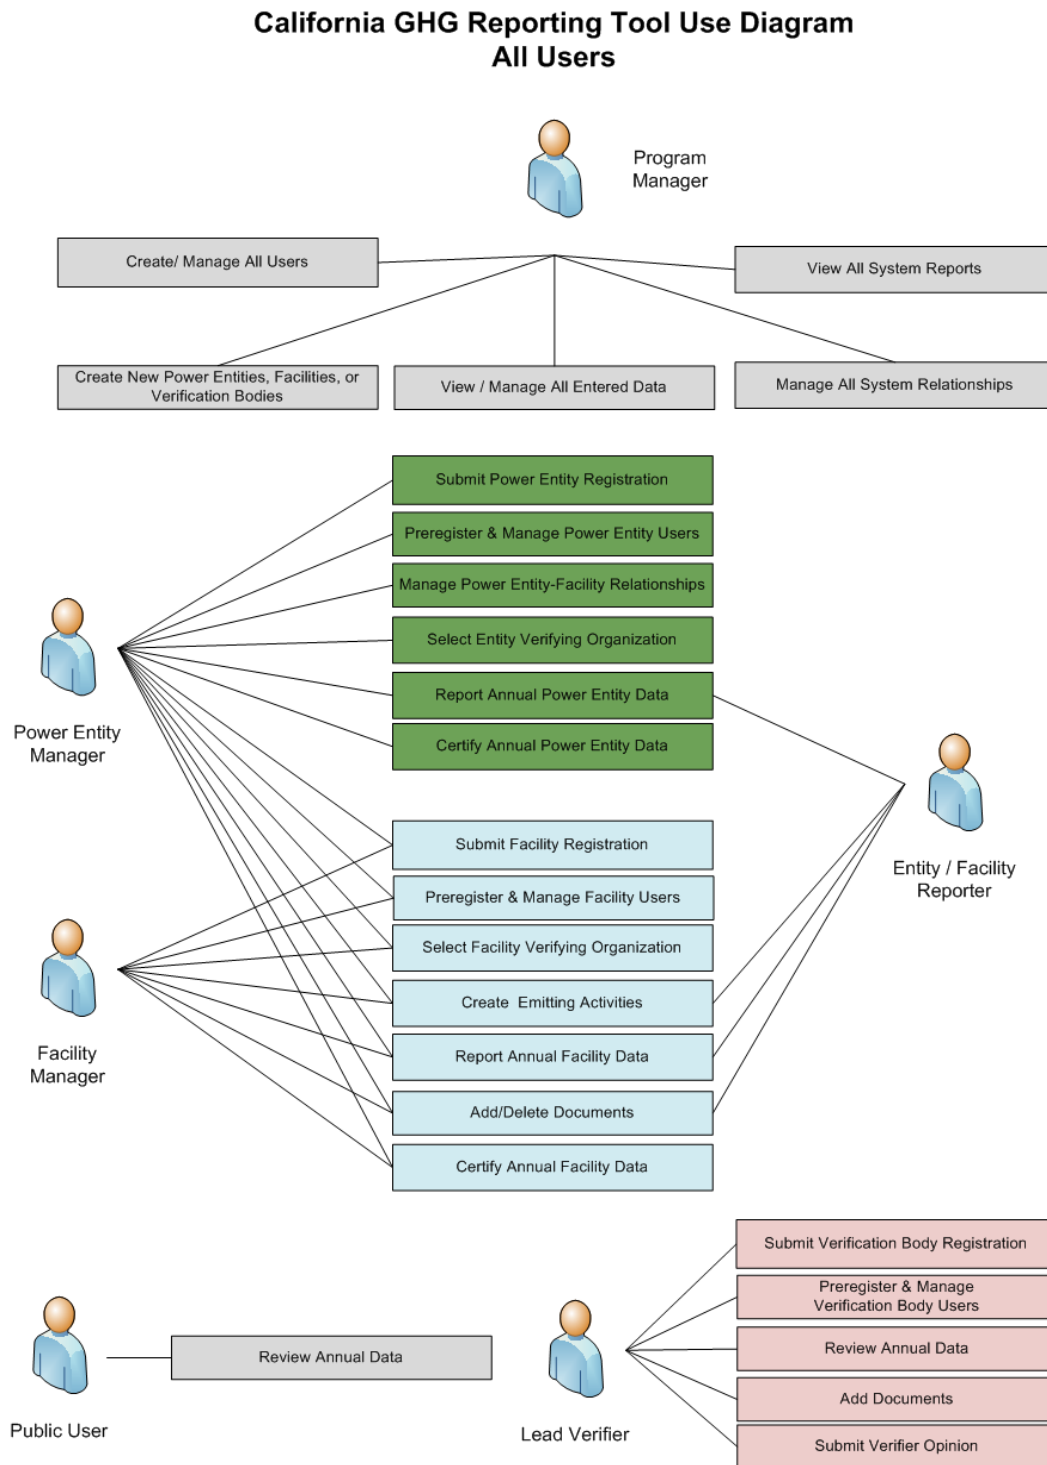 California GHG Reporting Tool Use Diagram
All Users
Program
Manager
Create/ Manage All Users
View All System Reports
Create New Power Entities, Facilities, or
Verification Bodies
View / Manage All Entered Data
Manage All System Relationships
Submit Power Entity Registration
Preregister & Manage Power Entity Users
Manage Power Entity-Facility Relationships
Select Entity Verifying Organization
Report Annual Power Entity Data
Certify Annual Power Entity Data
Power Entity
Manager
Entity / Facility
Reporter
Submit Facility Registration
Preregister & Manage Facility Users
Select Facility Verifying Organization
Create Emitting Activities
Report Annual Facility Data
Add/Delete Documents
Certify Annual Facility Data
Facility
Manager
Public User
Review Annual Data
Lead Verifier
Submit Verification Body Registration
Preregister & Manage
Verification Body Users
Review Annual Data
Add Documents
Submit Verifier Opinion